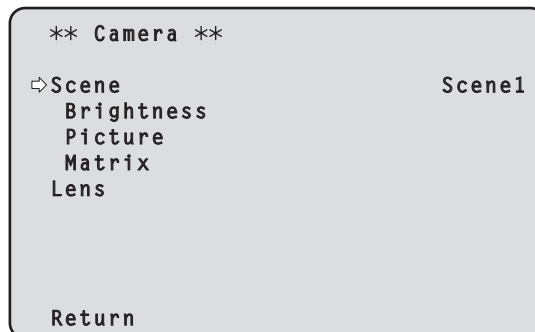 ** Camera **
⇨Scene Scene1
Brightness
Picture
Matrix
Lens
Return